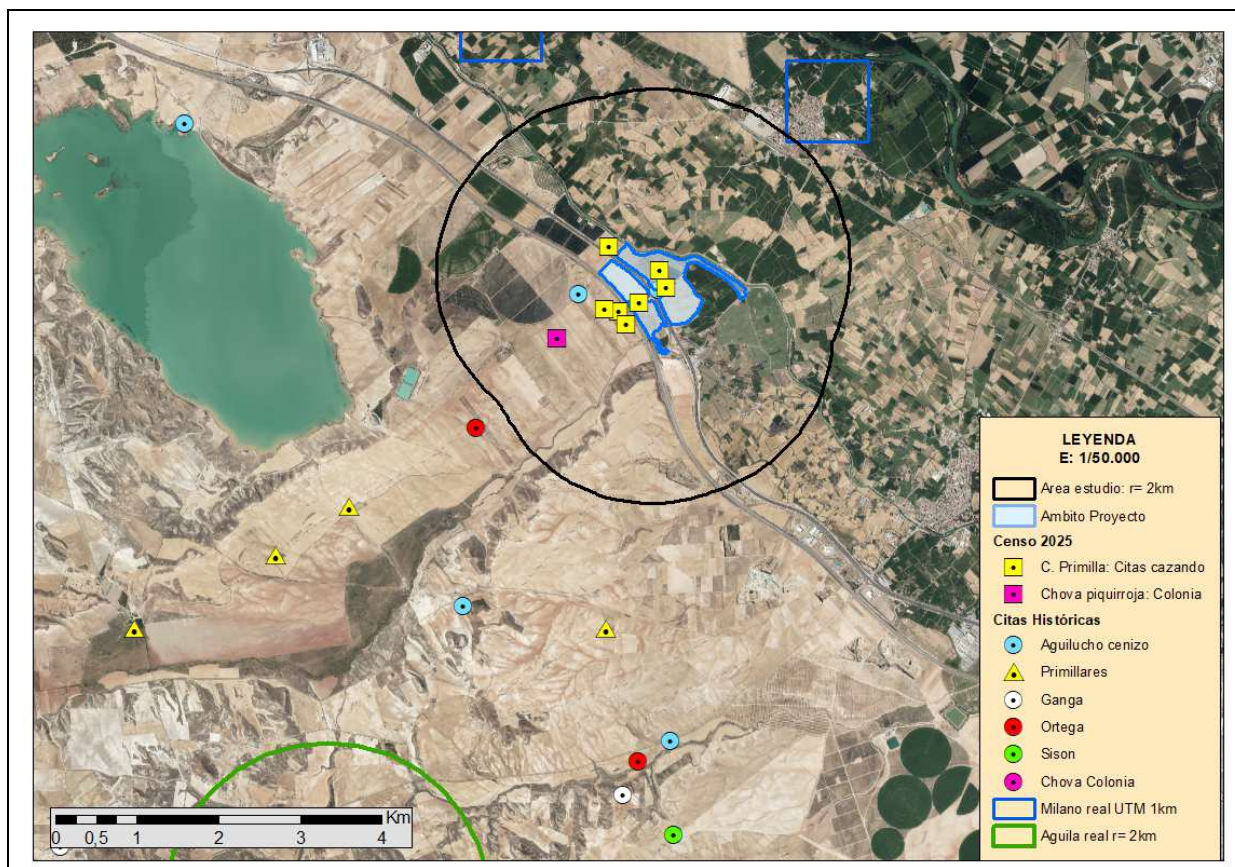 LEYENDA
E: 1/50.000
Area estudio: r= 2km
Ambito Proyecto
Censo 2025
C. Primilla: Citas cazando
Chova piquirroja: Colonia
Citas Históricas
Aguilucho cenizo
Primillares
Ganga
Ortega
Sison
Chova Colonia
Milano real UTM 1km
Aguila real r= 2km
Km
0 0,5 1 2 3 4